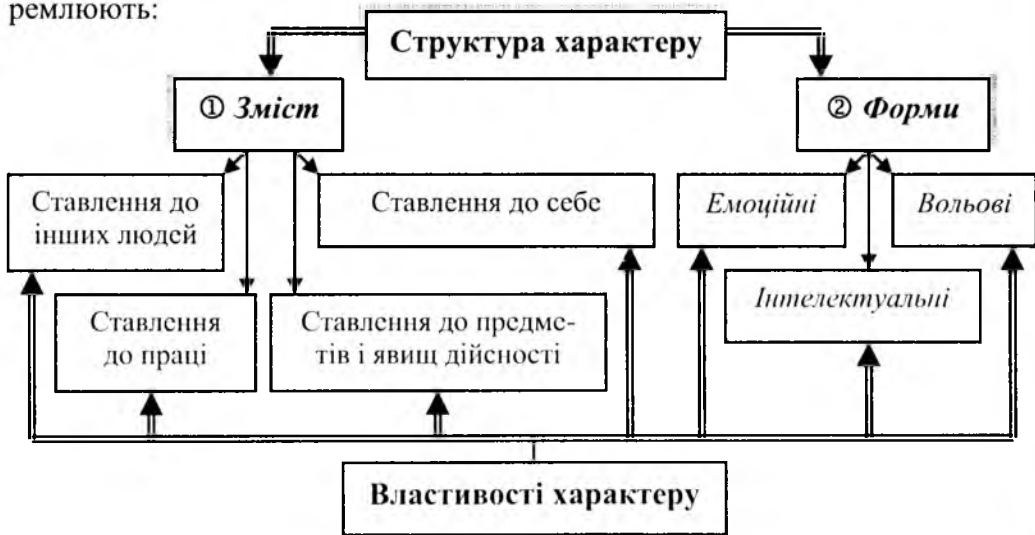 ремлюють:
Структура характеру
① Зміст
② Форми
Ставлення до
інших людей
Ставлення до себе
Емоційні
Вольові
Ставлення
до праці
Ставлення до предме-
тів і явищ дійсності
Інтелектуальні
Властивості характеру